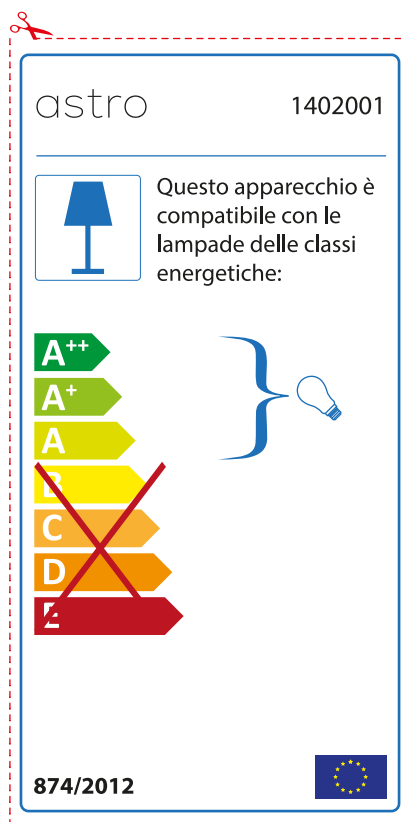 astro
1402001
Questo apparecchio è
compatibile con le
lampade delle classi
energetiche:
A++
A+
A
B
C
D
E
874/2012